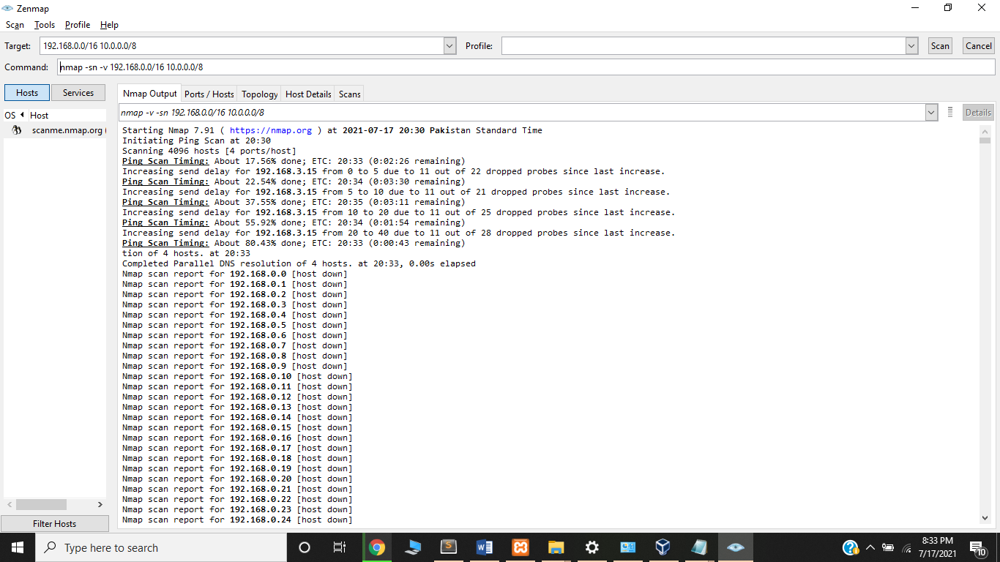 Zenmap
Scan Tools Profile Help
Target: 192.168.0.0/16 10.0.0.0/8 Profile: Scan Cancel
Command: nmap -sn -v 192.168.0.0/16 10.0.0.0/8
Hosts Services
Nmap Output Ports / Hosts Topology Host Details Scans
OS Host
scanme.nmap.org (
nmap -v -sn 192.168.0.0/16 10.0.0.0/8 Details
Starting Nmap 7.91 ( https://nmap.org ) at 2021-07-17 20:30 Pakistan Standard Time
Initiating Ping Scan at 20:30
Scanning 4096 hosts [4 ports/host]
Ping Scan Timing: About 17.56% done; ETC: 20:33 (0:02:26 remaining)
Increasing send delay for 192.168.3.15 from 0 to 5 due to 11 out of 22 dropped probes since last increase.
Ping Scan Timing: About 22.54% done; ETC: 20:34 (0:03:30 remaining)
Increasing send delay for 192.168.3.15 from 5 to 10 due to 11 out of 21 dropped probes since last increase.
Ping Scan Timing: About 37.55% done; ETC: 20:35 (0:03:11 remaining)
Increasing send delay for 192.168.3.15 from 10 to 20 due to 11 out of 25 dropped probes since last increase.
Ping Scan Timing: About 55.92% done; ETC: 20:34 (0:01:54 remaining)
Increasing send delay for 192.168.3.15 from 20 to 40 due to 11 out of 28 dropped probes since last increase.
Ping Scan Timing: About 80.43% done; ETC: 20:33 (0:00:43 remaining)
tion of 4 hosts. at 20:33
Completed Parallel DNS resolution of 4 hosts. at 20:33, 0.00s elapsed
Nmap scan report for 192.168.0.0 [host down]
Nmap scan report for 192.168.0.1 [host down]
Nmap scan report for 192.168.0.2 [host down]
Nmap scan report for 192.168.0.3 [host down]
Nmap scan report for 192.168.0.4 [host down]
Nmap scan report for 192.168.0.5 [host down]
Nmap scan report for 192.168.0.6 [host down]
Nmap scan report for 192.168.0.7 [host down]
Nmap scan report for 192.168.0.8 [host down]
Nmap scan report for 192.168.0.9 [host down]
Nmap scan report for 192.168.0.10 [host down]
Nmap scan report for 192.168.0.11 [host down]
Nmap scan report for 192.168.0.12 [host down]
Nmap scan report for 192.168.0.13 [host down]
Nmap scan report for 192.168.0.14 [host down]
Nmap scan report for 192.168.0.15 [host down]
Nmap scan report for 192.168.0.16 [host down]
Nmap scan report for 192.168.0.17 [host down]
Nmap scan report for 192.168.0.18 [host down]
Nmap scan report for 192.168.0.19 [host down]
Nmap scan report for 192.168.0.20 [host down]
Nmap scan report for 192.168.0.21 [host down]
Nmap scan report for 192.168.0.22 [host down]
Nmap scan report for 192.168.0.23 [host down]
Nmap scan report for 192.168.0.24 [host down]
Filter Hosts
Type here to search
8:33 PM
7/17/2021
10